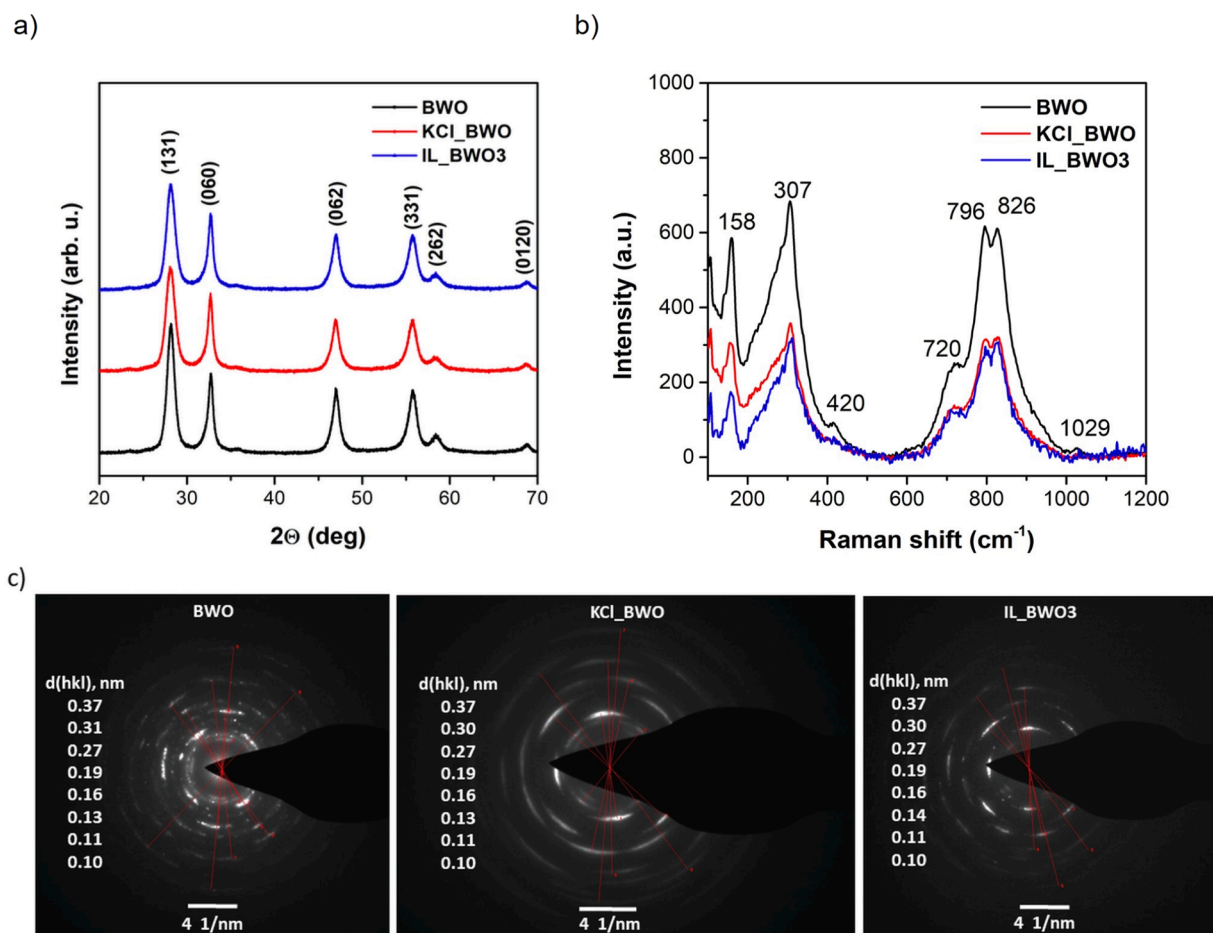 a)
BWO
KCl_BWO
IL_BWO3
(131)
(060)
(062)
(331)
(262)
(0120)
Intensity (arb. u.)
20 30 40 50 60 70
2Θ (deg)
b)
1000
800
600
400
200
0
BWO
KCl_BWO
IL_BWO3
158
307
420
720
796
826
1029
Intensity (a.u.)
200 400 600 800 1000 1200
Raman shift (cm⁻¹)
c)
BWO
d(hkl), nm
0.37
0.31
0.27
0.19
0.16
0.13
0.11
0.10
4 1/nm
KCl_BWO
d(hkl), nm
0.37
0.30
0.27
0.19
0.16
0.13
0.11
0.10
4 1/nm
IL_BWO3
d(hkl), nm
0.37
0.30
0.27
0.19
0.16
0.14
0.11
0.10
4 1/nm